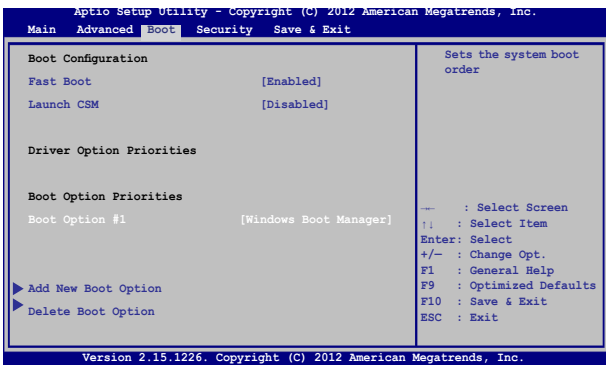 Aptio Setup Utility - Copyright (C) 2012 American Megatrends, Inc.
Main Advanced Boot Security Save & Exit
Boot Configuration
Fast Boot [Enabled]
Launch CSM [Disabled]
Driver Option Priorities
Boot Option Priorities
Boot Option #1 [Windows Boot Manager]
Add New Boot Option
Delete Boot Option
Sets the system boot
order
→← : Select Screen
↑↓ : Select Item
Enter: Select
+/— : Change Opt.
F1 : General Help
F9 : Optimized Defaults
F10 : Save & Exit
ESC : Exit
Version 2.15.1226. Copyright (C) 2012 American Megatrends, Inc.